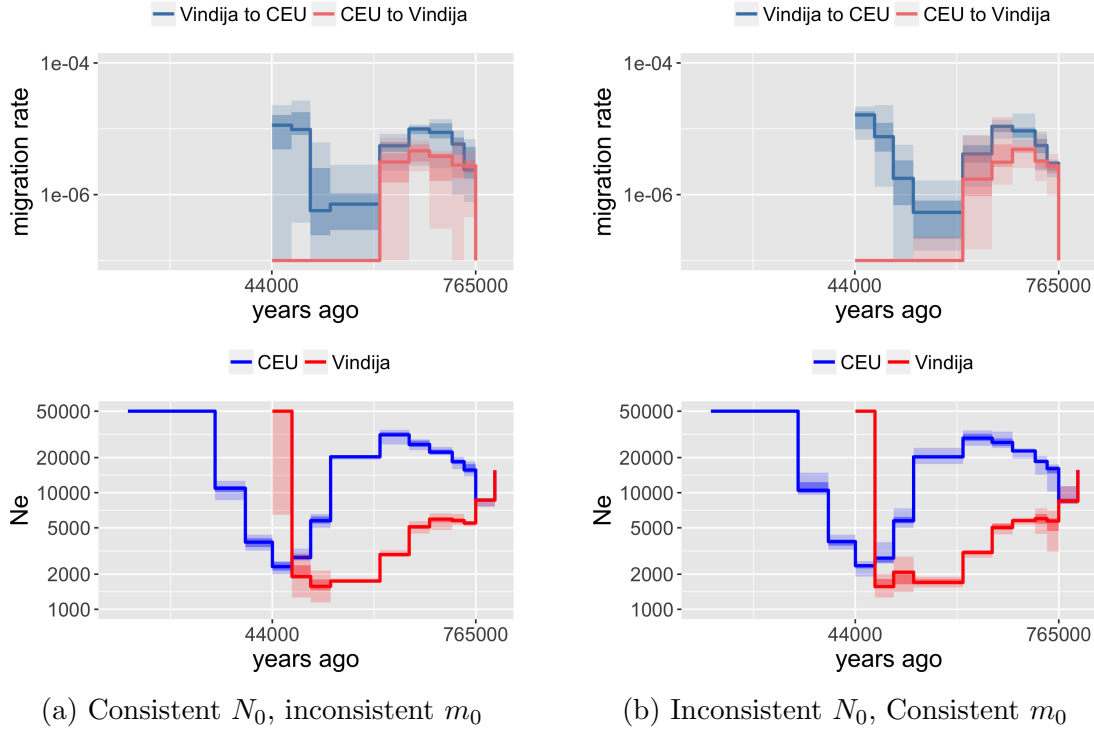 Vindija to CEU CEU to Vindija
1e-04
1e-06
migration rate
44000 765000
years ago
CEU Vindija
50000
20000
10000
5000
2000
1000
Ne
44000 765000
years ago
(a) Consistent N₀, inconsistent m₀
Vindija to CEU CEU to Vindija
1e-04
1e-06
migration rate
44000 765000
years ago
CEU Vindija
50000
20000
10000
5000
2000
1000
Ne
44000 765000
years ago
(b) Inconsistent N₀, Consistent m₀